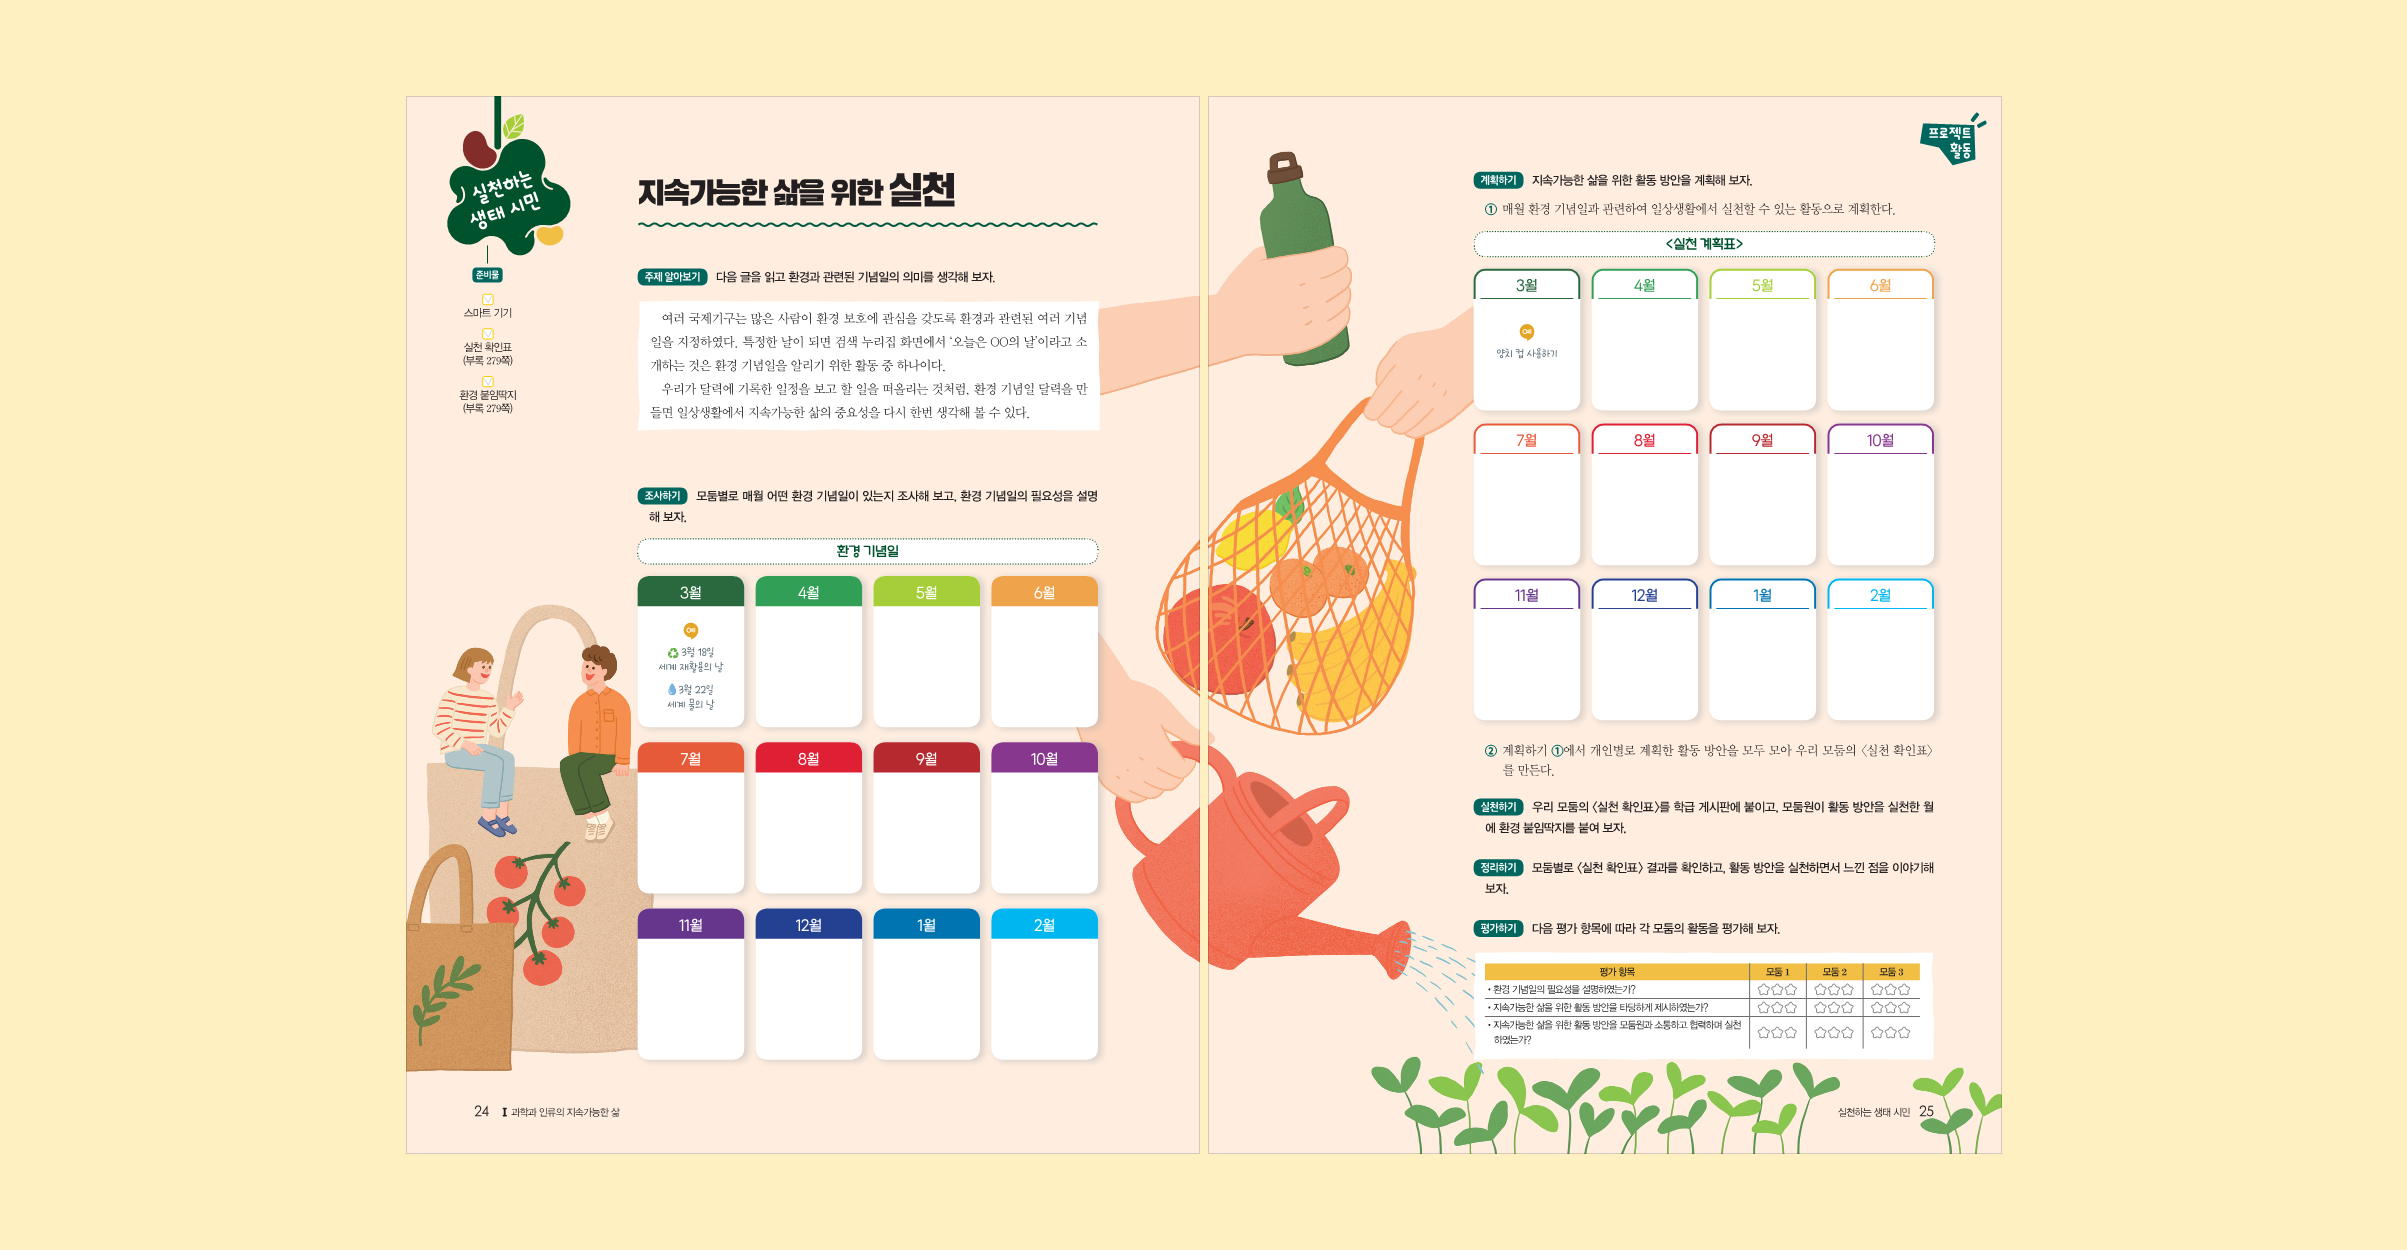 실천하는
생태 시민
준비물
스마트 기기
실천 확인표
(부록 279쪽)
환경 붙임딱지
(부록 279쪽)
지속가능한 삶을 위한 실천
주제 알아보기 다음 글을 읽고 환경과 관련된 기념일의 의미를 생각해 보자.
여러 국제기구는 많은 사람이 환경 보호에 관심을 갖도록 환경과 관련된 여러 기념
일을 지정하였다. 특정한 날이 되면 검색 누리집 화면에서 ‘오늘은 OO의 날’이라고 소
개하는 것은 환경 기념일을 알리기 위한 활동 중 하나이다.
우리가 달력에 기록한 일정을 보고 할 일을 떠올리는 것처럼, 환경 기념일 달력을 만
들면 일상생활에서 지속가능한 삶의 중요성을 다시 한번 생각해 볼 수 있다.
조사하기 모둠별로 매월 어떤 환경 기념일이 있는지 조사해 보고, 환경 기념일의 필요성을 설명
해 보자.
환경 기념일
3월 4월 5월 6월
예
3월 18일
세계 재활용의 날
3월 22일
세계 물의 날
7월 8월 9월 10월
11월 12월 1월 2월
24 I 과학과 인류의 지속가능한 삶
프로젝트
활동
계획하기 지속가능한 삶을 위한 활동 방안을 계획해 보자.
① 매월 환경 기념일과 관련하여 일상생활에서 실천할 수 있는 활동으로 계획한다.
<실천 계획표>
3월 4월 5월 6월
예
양치 컵 사용하기
7월 8월 9월 10월
11월 12월 1월 2월
② 계획하기 ①에서 개인별로 계획한 활동 방안을 모두 모아 우리 모둠의 〈실천 확인표〉
를 만든다.
실천하기 우리 모둠의 〈실천 확인표〉를 학급 게시판에 붙이고, 모둠원이 활동 방안을 실천한 월
에 환경 붙임딱지를 붙여 보자.
정리하기 모둠별로 〈실천 확인표〉 결과를 확인하고, 활동 방안을 실천하면서 느낀 점을 이야기해
보자.
평가하기 다음 평가 항목에 따라 각 모둠의 활동을 평가해 보자.
평가 항목 모둠 1 모둠 2 모둠 3
• 환경 기념일의 필요성을 설명하였는가?
• 지속가능한 삶을 위한 활동 방안을 타당하게 제시하였는가?
• 지속가능한 삶을 위한 활동 방안을 모둠원과 소통하고 협력하며 실천
하였는가?
실천하는 생태 시민 25